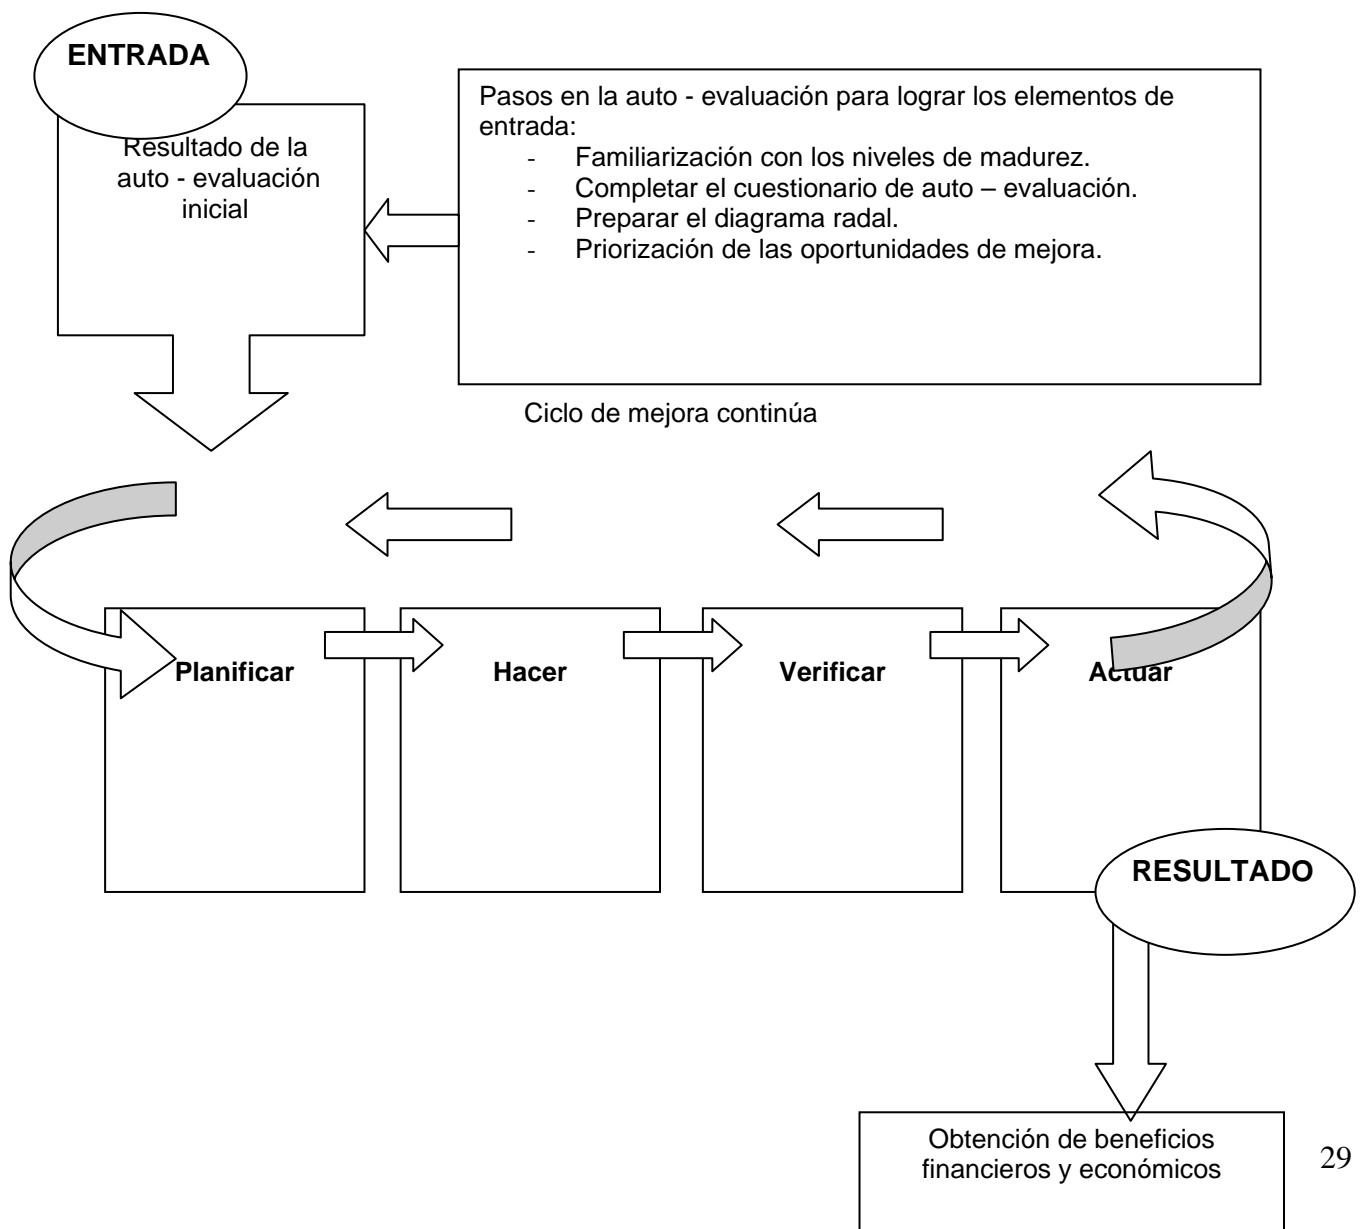 ENTRADA
Resultado de la
auto - evaluación
inicial
Pasos en la auto - evaluación para lograr los elementos de
entrada:
- Familiarización con los niveles de madurez.
- Completar el cuestionario de auto – evaluación.
- Preparar el diagrama radal.
- Priorización de las oportunidades de mejora.
Ciclo de mejora continúa
Planificar
Hacer
Verificar
Actuar
RESULTADO
Obtención de beneficios
financieros y económicos
29